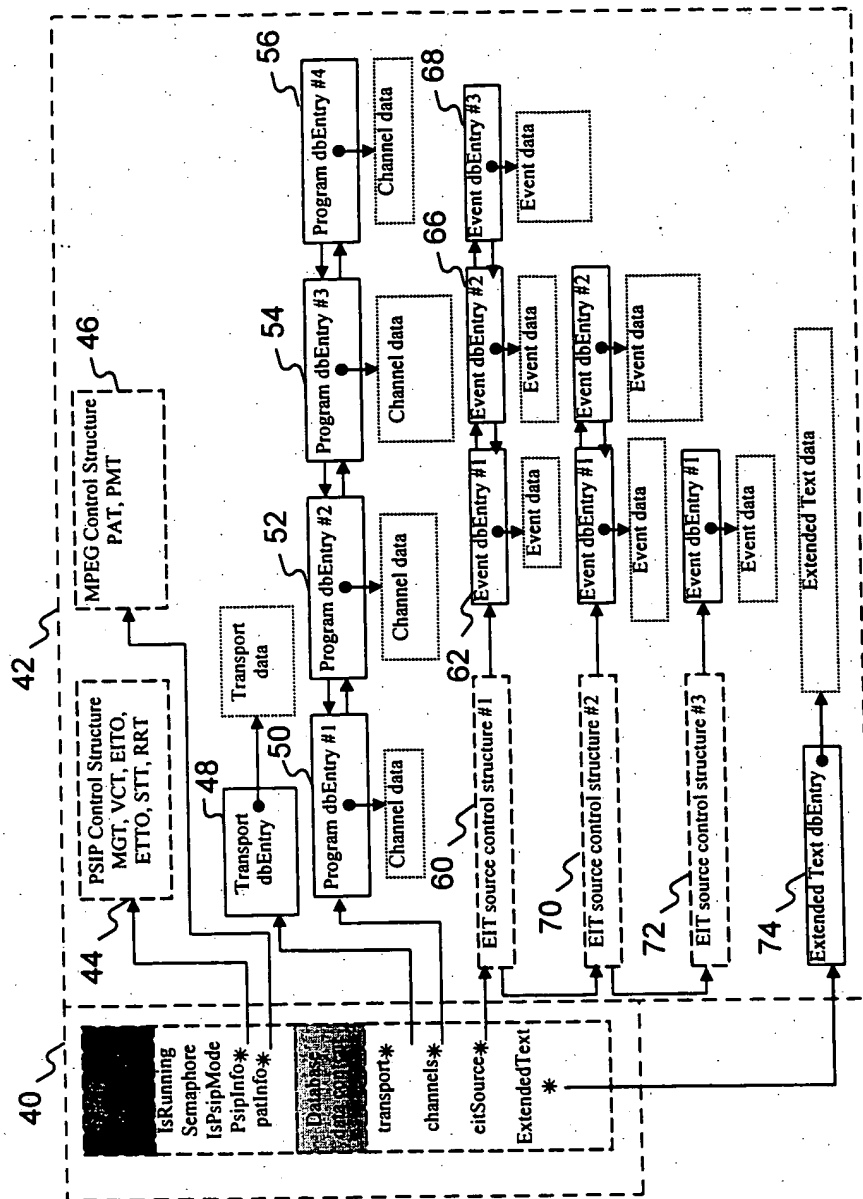 40
IsRunning
Semaphore
IsPsipMode
PsipInfo*
patInfo*
Database
data content
transport*
channels*
eitSource*
ExtendedText
*
42
44
PSIP Control Structure
MGT, VCT, EITO,
ETTO, STT, RRT
46
MPEG Control Structure
PAT, PMT
48
Transport
dbEntry
Transport
data
50
Program dbEntry #1
Channel data
52
Program dbEntry #2
Channel data
54
Program dbEntry #3
Channel data
56
Program dbEntry #4
Channel data
60
EIT source control structure #1
62
Event dbEntry #1
Event data
66
Event dbEntry #2
Event data
68
Event dbEntry #3
Event data
70
EIT source control structure #2
Event dbEntry #1
Event data
Event dbEntry #2
Event data
72
EIT source control structure #3
Event dbEntry #1
Event data
74
Extended Text dbEntry
Extended Text data